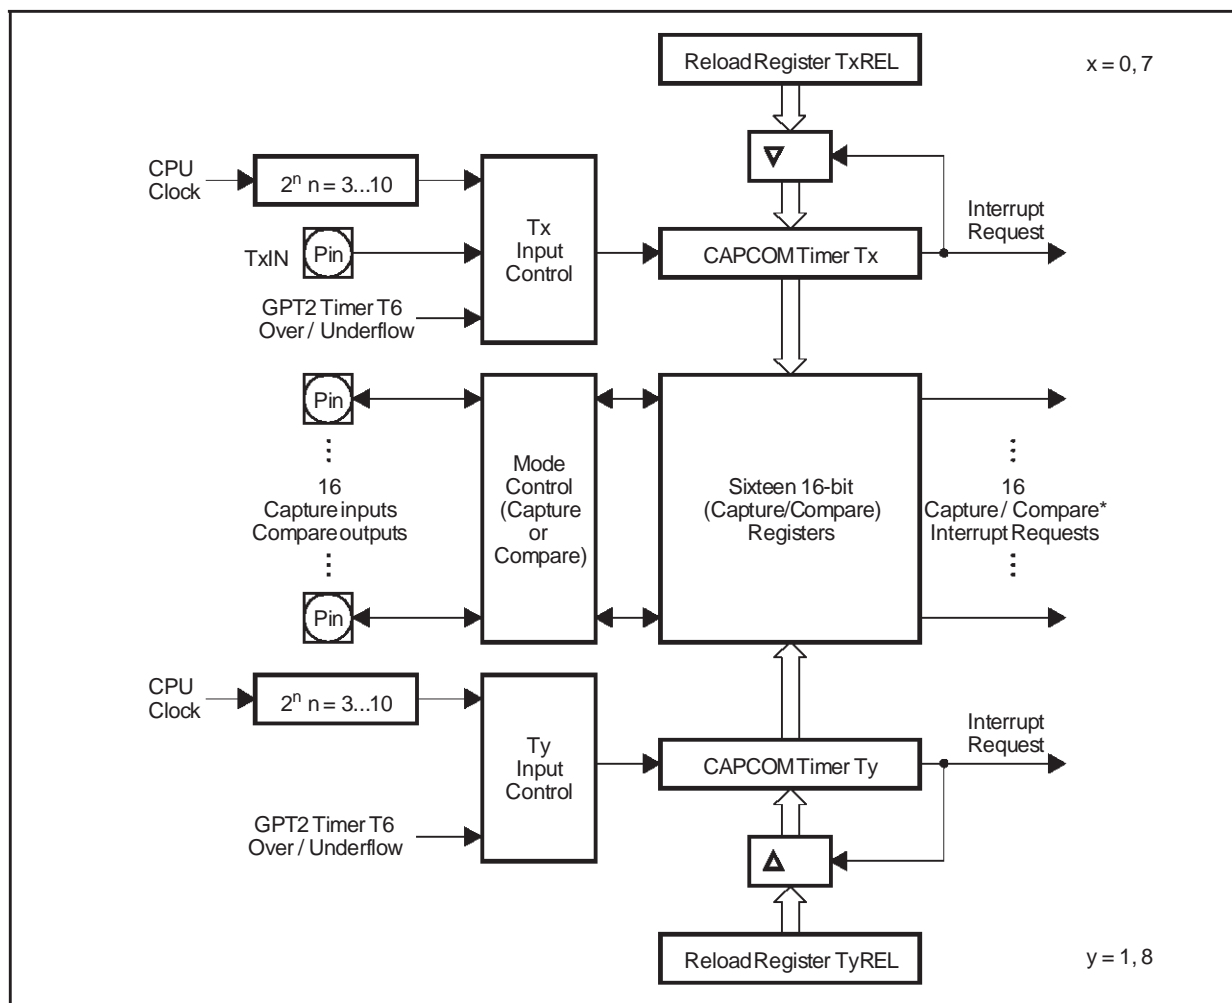 Reload Register TxREL
x = 0, 7
CPU
Clock
2ⁿ n = 3...10
Tx
Input
Control
TxIN
Pin
CAPCOM Timer Tx
Interrupt
Request
GPT2 Timer T6
Over / Underflow
Pin
⋮
16
Capture inputs
Compare outputs
⋮
Pin
Mode
Control
(Capture
or
Compare)
Sixteen 16-bit
(Capture/Compare)
Registers
⋮
16
Capture / Compare*
Interrupt Requests
⋮
CPU
Clock
2ⁿ n = 3...10
Ty
Input
Control
CAPCOM Timer Ty
Interrupt
Request
GPT2 Timer T6
Over / Underflow
Reload Register TyREL
y = 1, 8